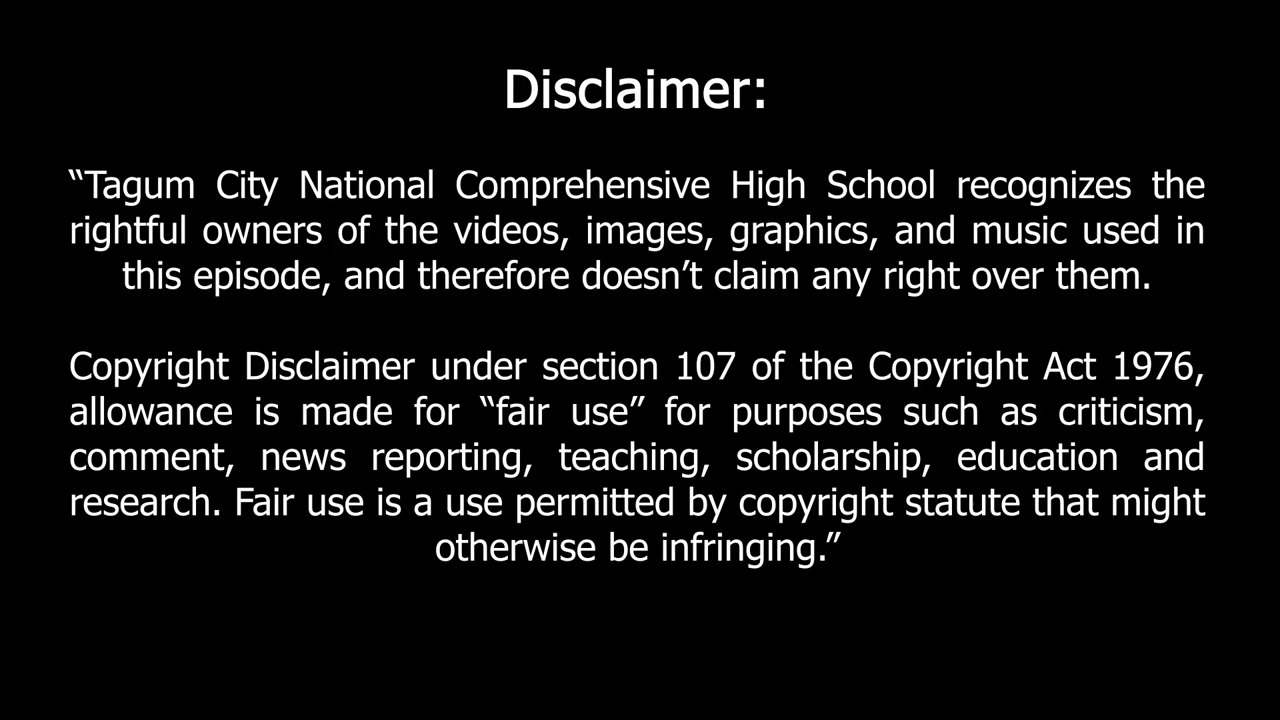 Disclaimer:
“Tagum City National Comprehensive High School recognizes the
rightful owners of the videos, images, graphics, and music used in
this episode, and therefore doesn’t claim any right over them.
Copyright Disclaimer under section 107 of the Copyright Act 1976,
allowance is made for “fair use” for purposes such as criticism,
comment, news reporting, teaching, scholarship, education and
research. Fair use is a use permitted by copyright statute that might
otherwise be infringing.”